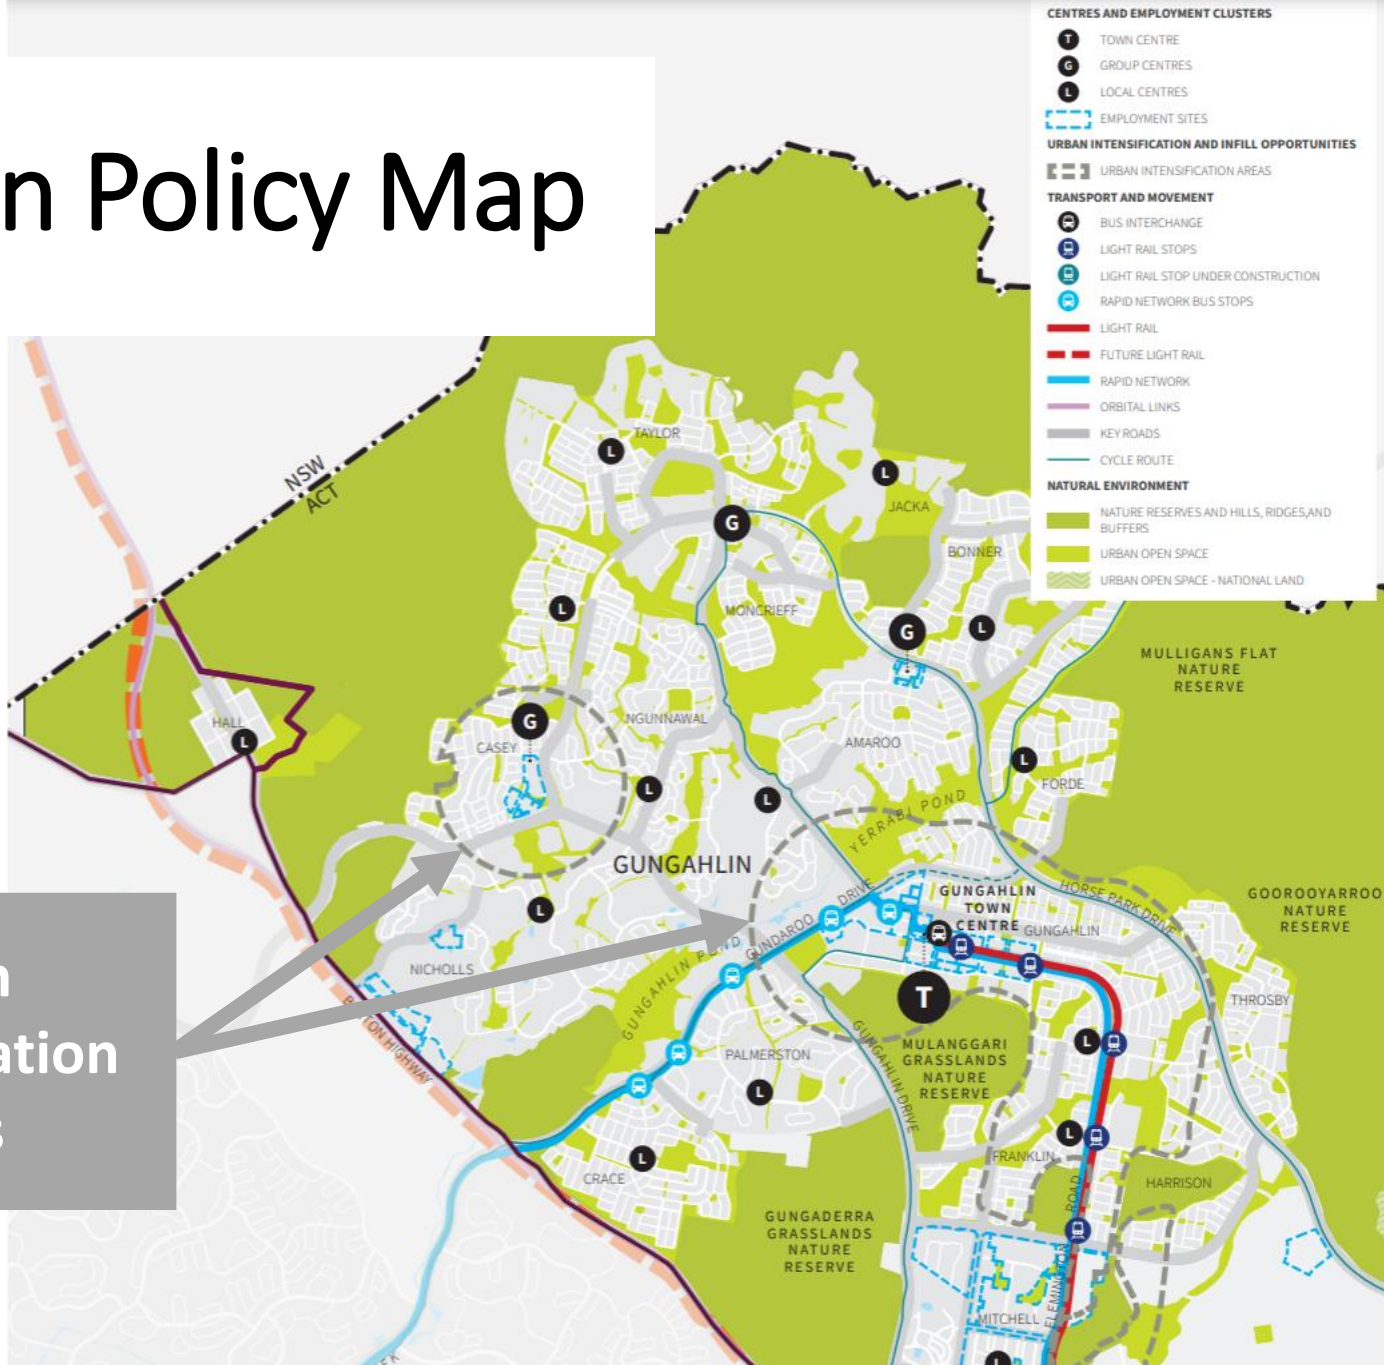 n Policy Map
CENTRES AND EMPLOYMENT CLUSTERS
T TOWN CENTRE
G GROUP CENTRES
L LOCAL CENTRES
EMPLOYMENT SITES
URBAN INTENSIFICATION AND INFILL OPPORTUNITIES
URBAN INTENSIFICATION AREAS
TRANSPORT AND MOVEMENT
BUS INTERCHANGE
LIGHT RAIL STOPS
LIGHT RAIL STOP UNDER CONSTRUCTION
RAPID NETWORK BUS STOPS
LIGHT RAIL
FUTURE LIGHT RAIL
RAPID NETWORK
ORBITAL LINKS
KEY ROADS
CYCLE ROUTE
NATURAL ENVIRONMENT
NATURE RESERVES AND HILLS, RIDGES,AND
BUFFERS
URBAN OPEN SPACE
URBAN OPEN SPACE - NATIONAL LAND
NSW
ACT
TAYLOR
L
L
JACKA
G
BONNER
L
MONCRIEFF
G
L
MULLIGANS FLAT
NATURE
RESERVE
HALL
L
G
NGUNNAWAL
CASEY
AMAROO
L
FORDE
L
L
YERRABI POND
GUNGAHLIN
HORSE PARK DRIVE
GUNGAHLIN
TOWN
CENTRE
GUNGAHLIN
GOOROOYARROO
NATURE
RESERVE
L
GUNDAROO DRIVE
NICHOLLS
GUNGAHLIN POND
T
THROSBY
n
ation
s
GUNGAHLIN DRIVE
MULANGGARI
GRASSLANDS
NATURE
RESERVE
L
PALMERSTON
L
L
FRANKLIN
CRACE
L
HARRISON
GUNGADERRA
GRASSLANDS
NATURE
RESERVE
FLEMINGTON ROAD
MITCHELL
L
EK